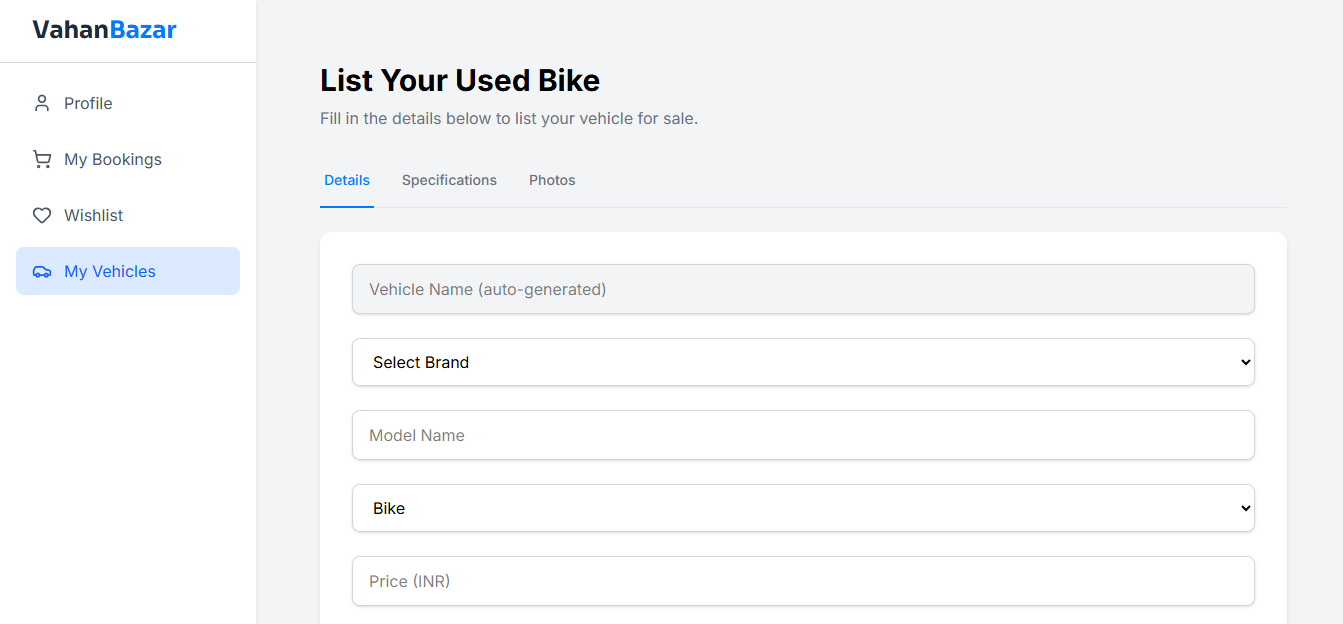 VahanBazar
Profile
My Bookings
Wishlist
My Vehicles
List Your Used Bike
Fill in the details below to list your vehicle for sale.
Details Specifications Photos
Vehicle Name (auto-generated)
Select Brand
Model Name
Bike
Price (INR)